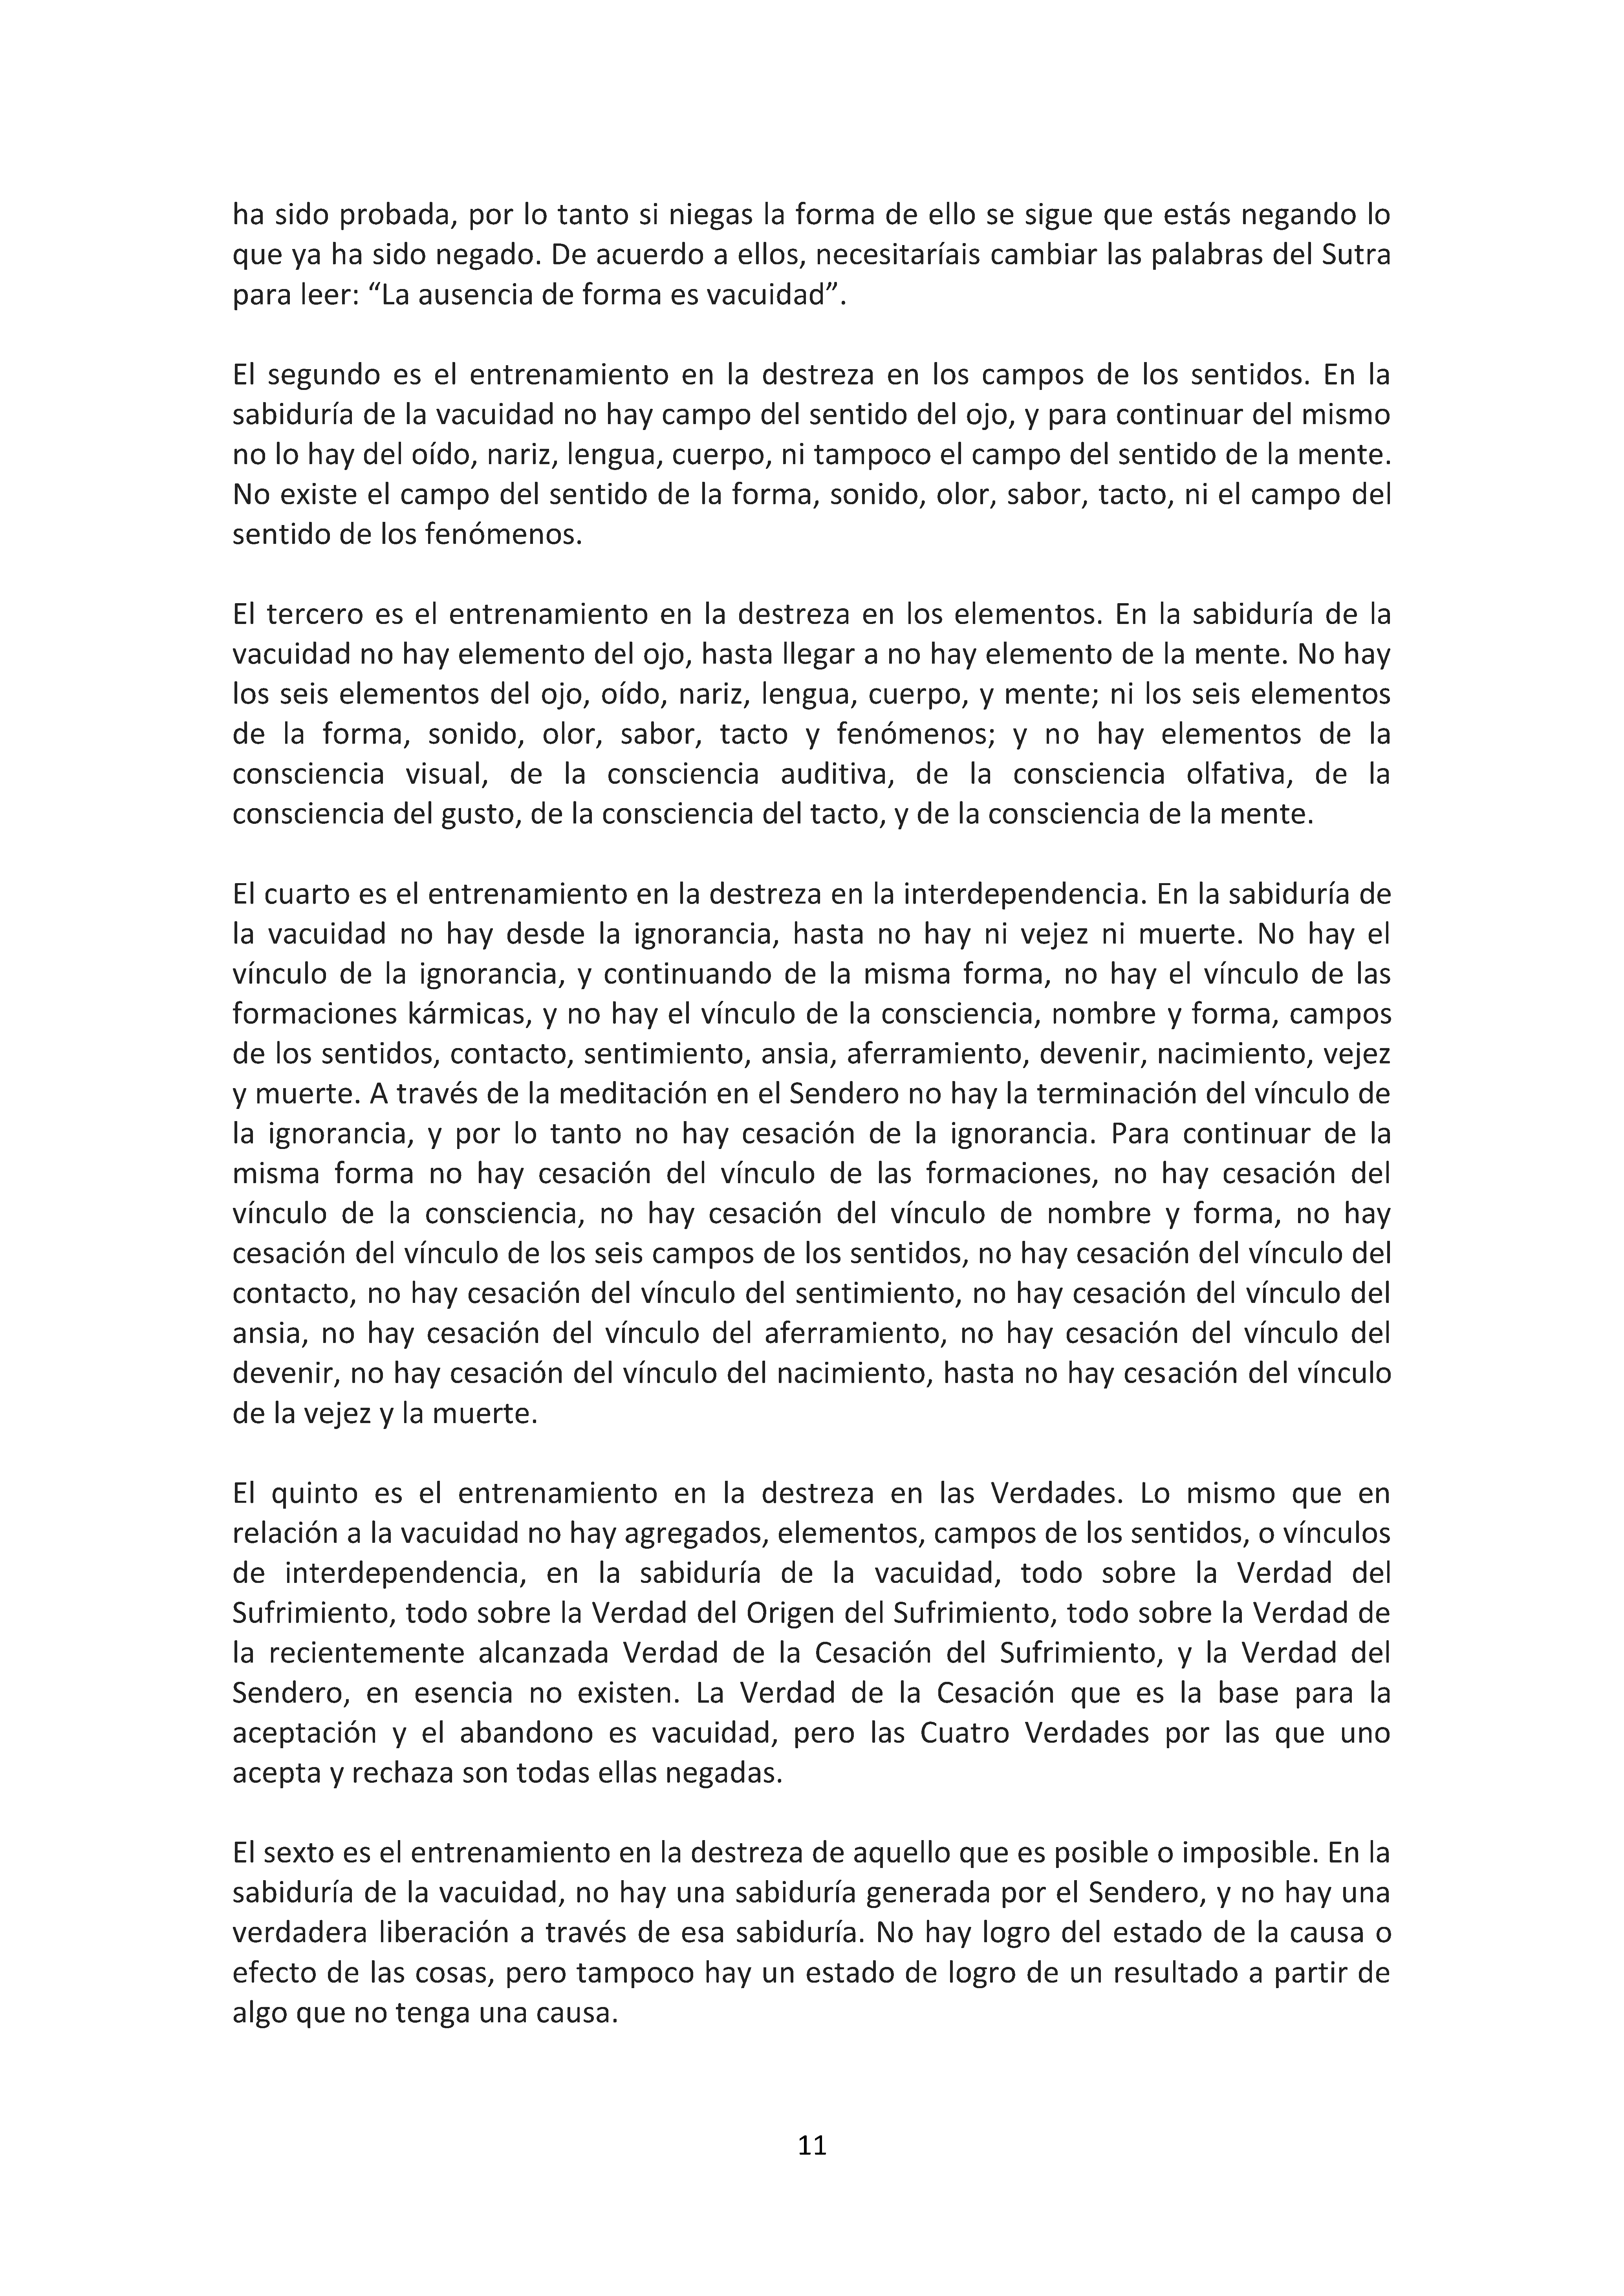 ha sido probada, por lo tanto si niegas la forma de ello se sigue que estás negando lo
que ya ha sido negado. De acuerdo a ellos, necesitaríais cambiar las palabras del Sutra
para leer: “La ausencia de forma es vacuidad”.
El segundo es el entrenamiento en la destreza en los campos de los sentidos. En la
sabiduría de la vacuidad no hay campo del sentido del ojo, y para continuar del mismo
no lo hay del oído, nariz, lengua, cuerpo, ni tampoco el campo del sentido de la mente.
No existe el campo del sentido de la forma, sonido, olor, sabor, tacto, ni el campo del
sentido de los fenómenos.
El tercero es el entrenamiento en la destreza en los elementos. En la sabiduría de la
vacuidad no hay elemento del ojo, hasta llegar a no hay elemento de la mente. No hay
los seis elementos del ojo, oído, nariz, lengua, cuerpo, y mente; ni los seis elementos
de la forma, sonido, olor, sabor, tacto y fenómenos; y no hay elementos de la
consciencia visual, de la consciencia auditiva, de la consciencia olfativa, de la
consciencia del gusto, de la consciencia del tacto, y de la consciencia de la mente.
El cuarto es el entrenamiento en la destreza en la interdependencia. En la sabiduría de
la vacuidad no hay desde la ignorancia, hasta no hay ni vejez ni muerte. No hay el
vínculo de la ignorancia, y continuando de la misma forma, no hay el vínculo de las
formaciones kármicas, y no hay el vínculo de la consciencia, nombre y forma, campos
de los sentidos, contacto, sentimiento, ansia, aferramiento, devenir, nacimiento, vejez
y muerte. A través de la meditación en el Sendero no hay la terminación del vínculo de
la ignorancia, y por lo tanto no hay cesación de la ignorancia. Para continuar de la
misma forma no hay cesación del vínculo de las formaciones, no hay cesación del
vínculo de la consciencia, no hay cesación del vínculo de nombre y forma, no hay
cesación del vínculo de los seis campos de los sentidos, no hay cesación del vínculo del
contacto, no hay cesación del vínculo del sentimiento, no hay cesación del vínculo del
ansia, no hay cesación del vínculo del aferramiento, no hay cesación del vínculo del
devenir, no hay cesación del vínculo del nacimiento, hasta no hay cesación del vínculo
de la vejez y la muerte.
El quinto es el entrenamiento en la destreza en las Verdades. Lo mismo que en
relación a la vacuidad no hay agregados, elementos, campos de los sentidos, o vínculos
de interdependencia, en la sabiduría de la vacuidad, todo sobre la Verdad del
Sufrimiento, todo sobre la Verdad del Origen del Sufrimiento, todo sobre la Verdad de
la recientemente alcanzada Verdad de la Cesación del Sufrimiento, y la Verdad del
Sendero, en esencia no existen. La Verdad de la Cesación que es la base para la
aceptación y el abandono es vacuidad, pero las Cuatro Verdades por las que uno
acepta y rechaza son todas ellas negadas.
El sexto es el entrenamiento en la destreza de aquello que es posible o imposible. En la
sabiduría de la vacuidad, no hay una sabiduría generada por el Sendero, y no hay una
verdadera liberación a través de esa sabiduría. No hay logro del estado de la causa o
efecto de las cosas, pero tampoco hay un estado de logro de un resultado a partir de
algo que no tenga una causa.
11